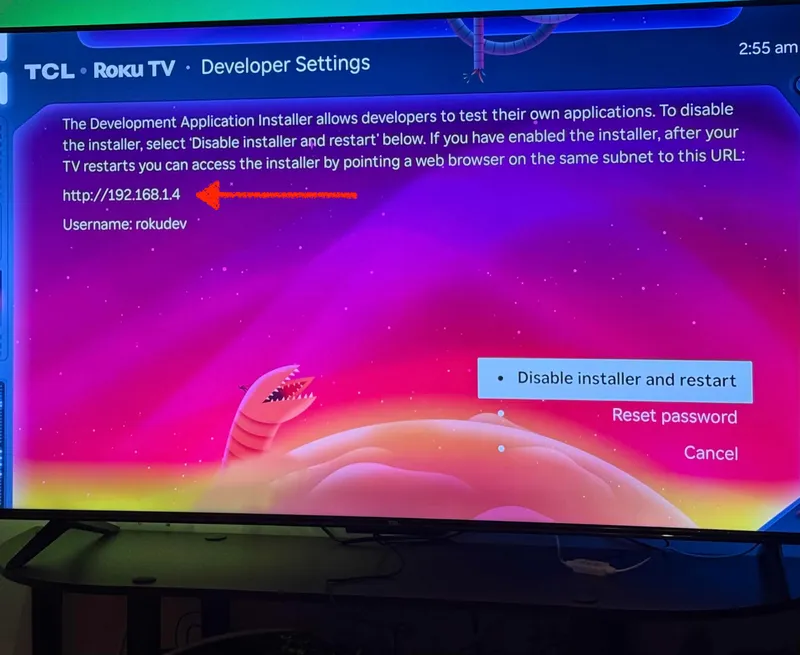 TCL • Roku TV • Developer Settings
2:55 am
The Development Application Installer allows developers to test their own applications. To disable
the installer, select 'Disable installer and restart' below. If you have enabled the installer, after your
TV restarts you can access the installer by pointing a web browser on the same subnet to this URL:
http://192.168.1.4
Username: rokudev
Disable installer and restart
Reset password
Cancel